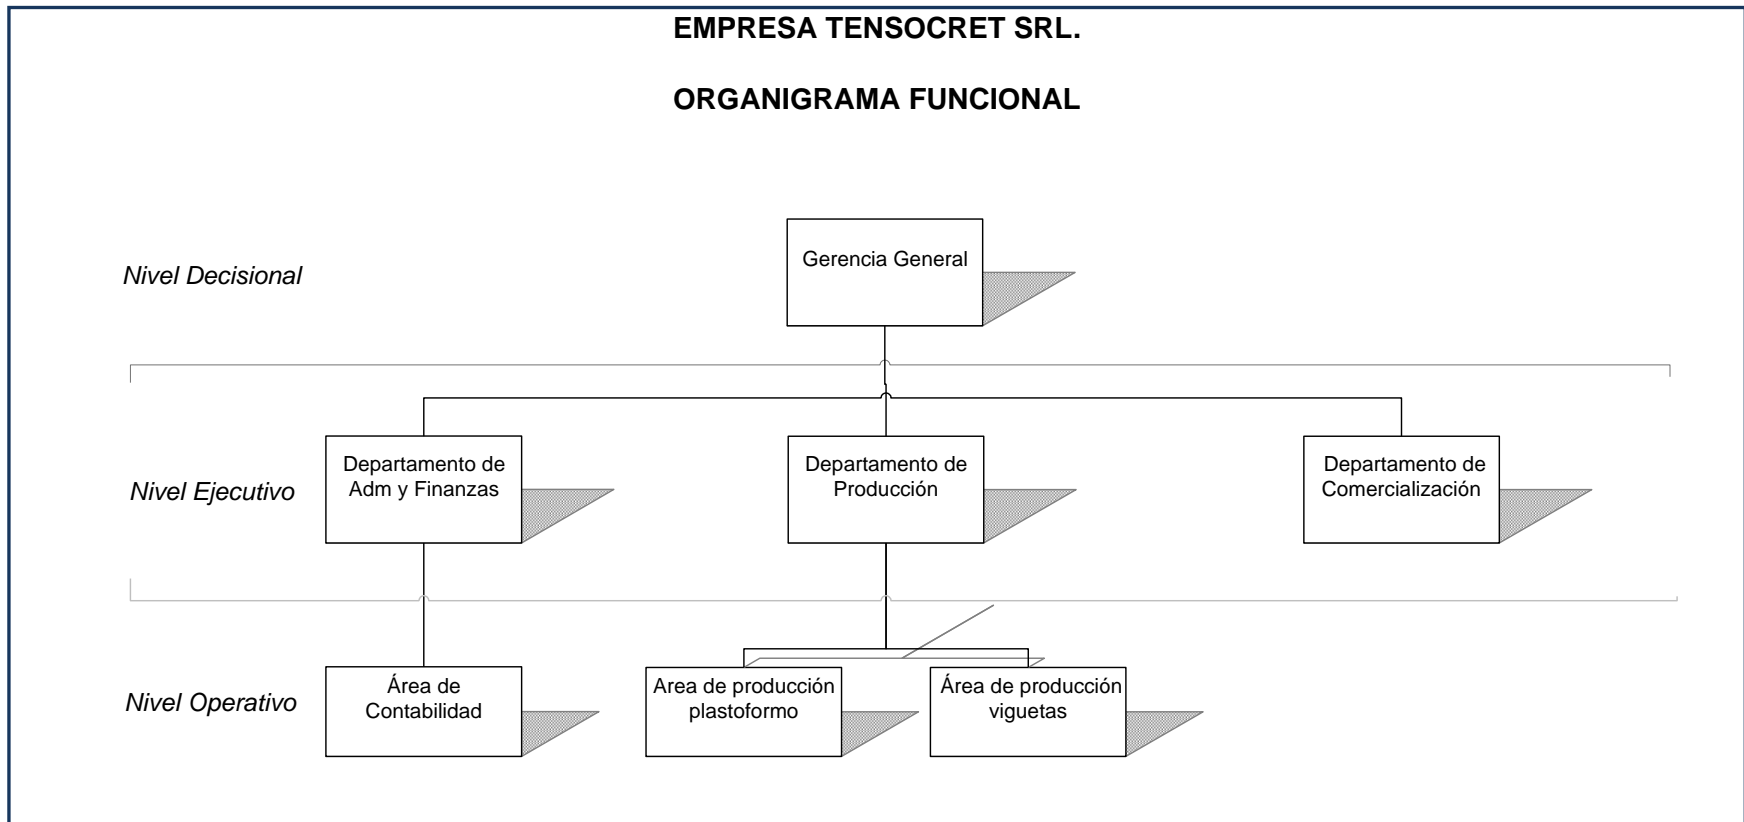 EMPRESA TENSOCRET SRL.
ORGANIGRAMA FUNCIONAL
Nivel Decisional
Gerencia General
Nivel Ejecutivo
Departamento de
Adm y Finanzas
Departamento de
Producción
Departamento de
Comercialización
Nivel Operativo
Área de
Contabilidad
Area de producción
plastoformo
Área de producción
viguetas